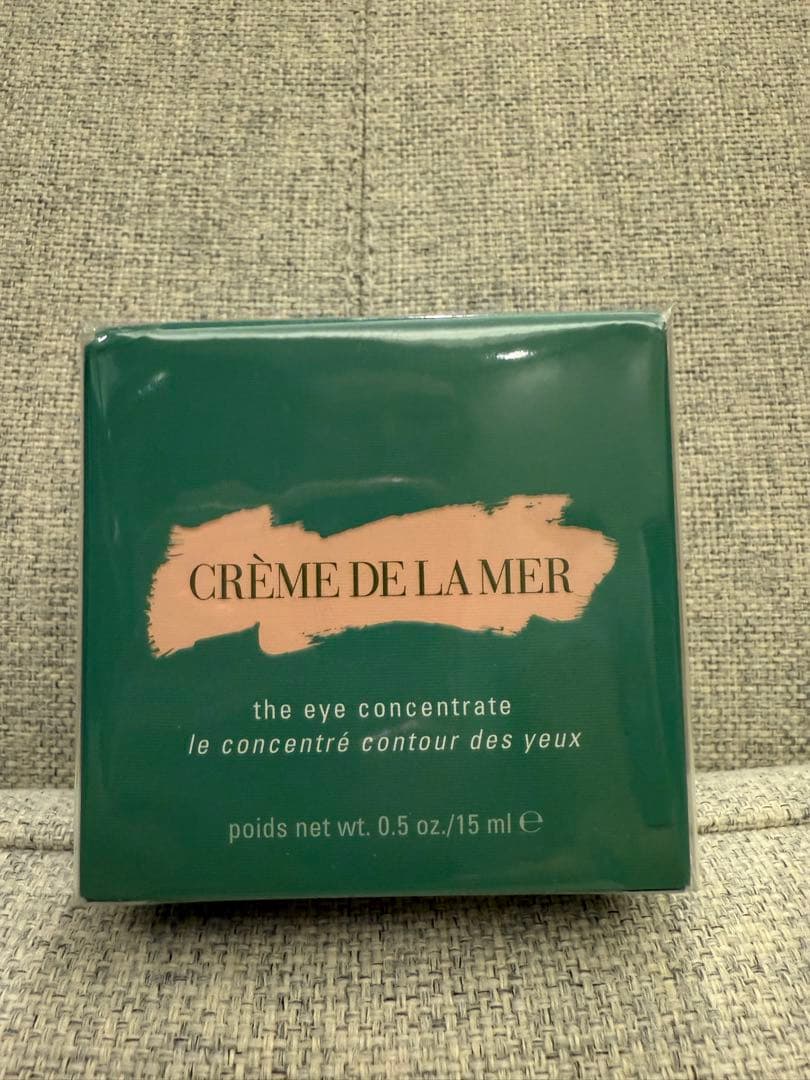 CRÈME DE LA MER
the eye concentrate
le concentré contour des yeux
poids net wt. 0.5 oz./15 ml ℮